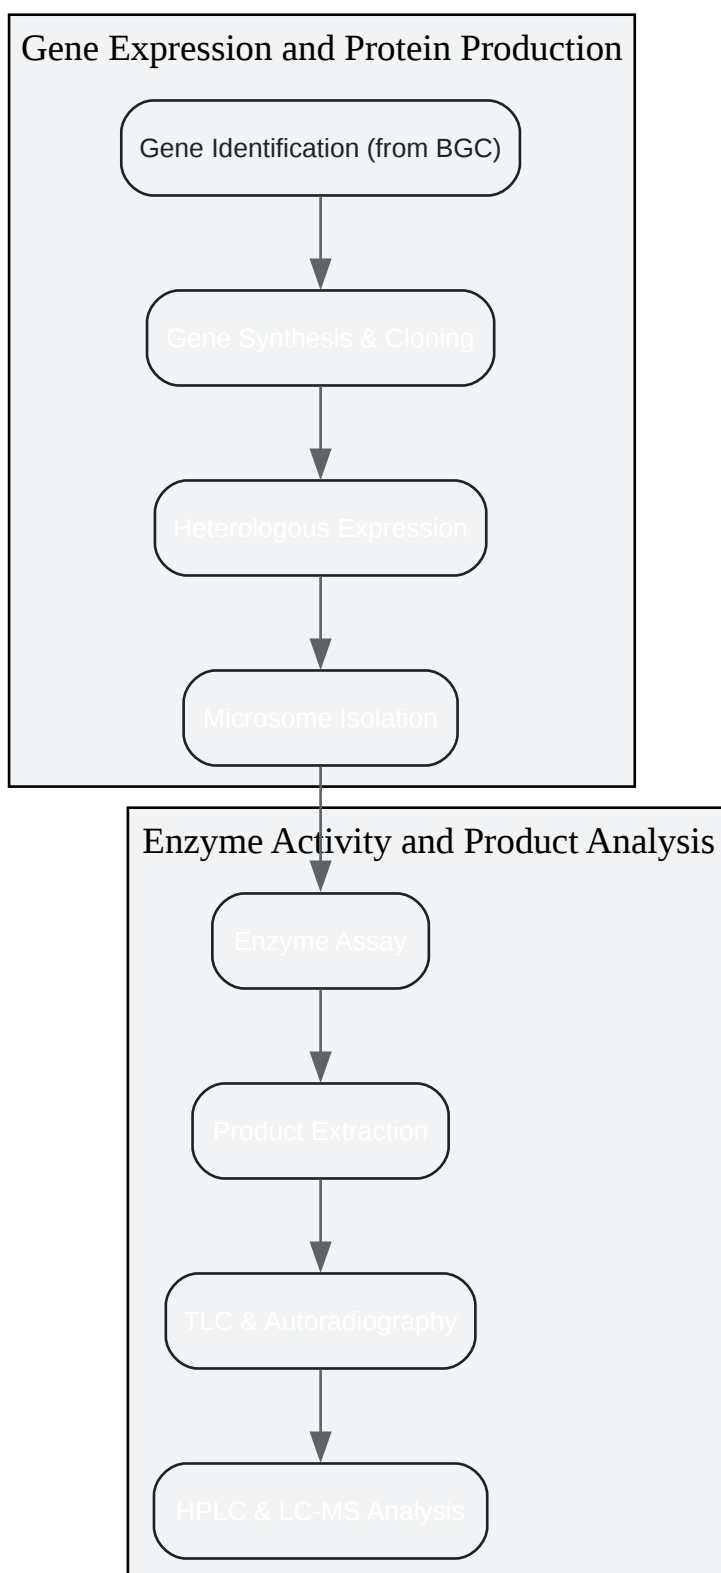 Gene Expression and Protein Production
Gene Identification (from BGC)
Gene Synthesis & Cloning
Heterologous Expression
Microsome Isolation
Enzyme Activity and Product Analysis
Enzyme Assay
Product Extraction
TLC & Autoradiography
HPLC & LC-MS Analysis